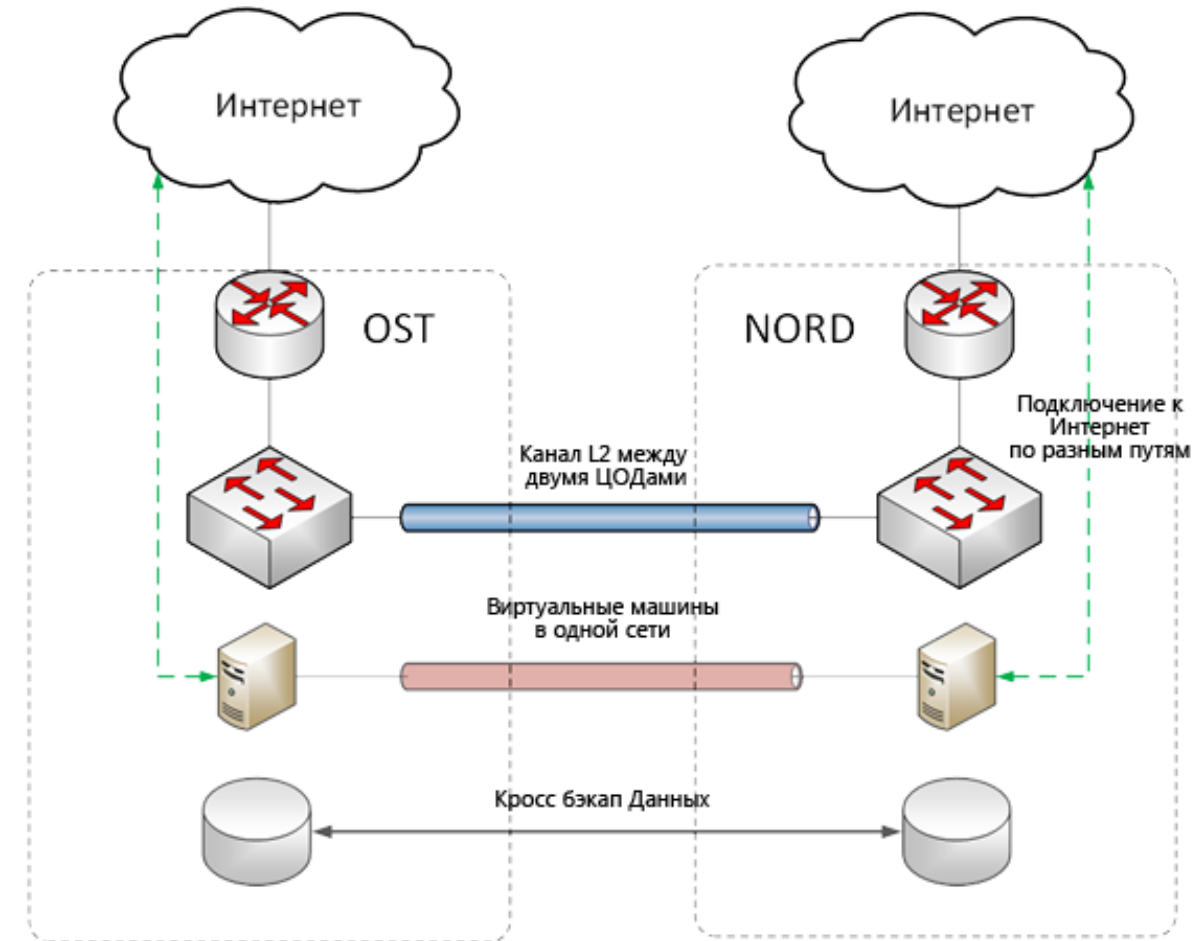 Интернет
Интернет
OST
NORD
Подключение к
Интернет
по разным путям
Канал L2 между
двумя ЦОДами
Виртуальные машины
в одной сети
Кросс бэкап Данных